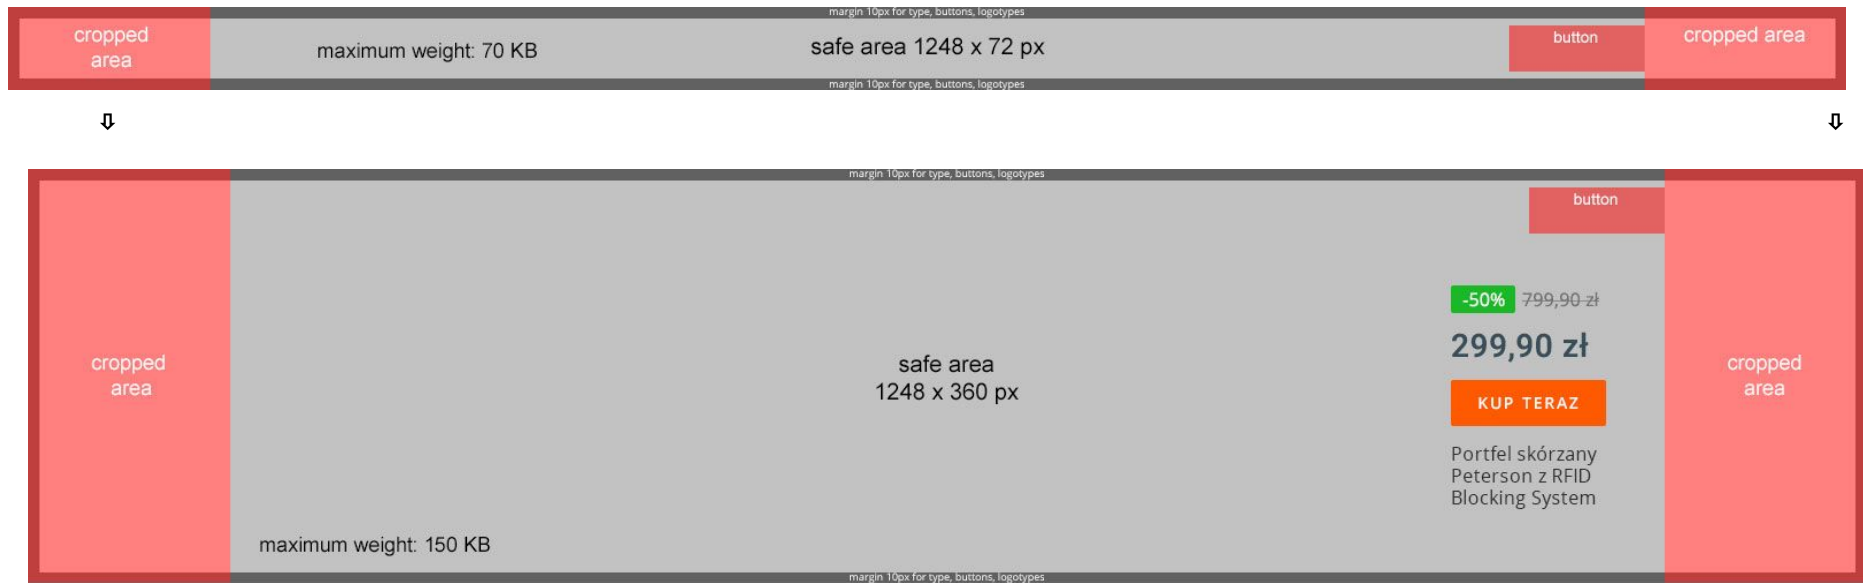 margin 10px for type, buttons, logotypes
cropped
area
maximum weight: 70 KB
safe area 1248 x 72 px
button
cropped area
margin 10px for type, buttons, logotypes
margin 10px for type, buttons, logotypes
button
-50% 799,90 zł
299,90 zł
cropped
area
safe area
1248 x 360 px
cropped
area
KUP TERAZ
Portfel skórzany
Peterson z RFID
Blocking System
maximum weight: 150 KB
margin 10px for type, buttons, logotypes